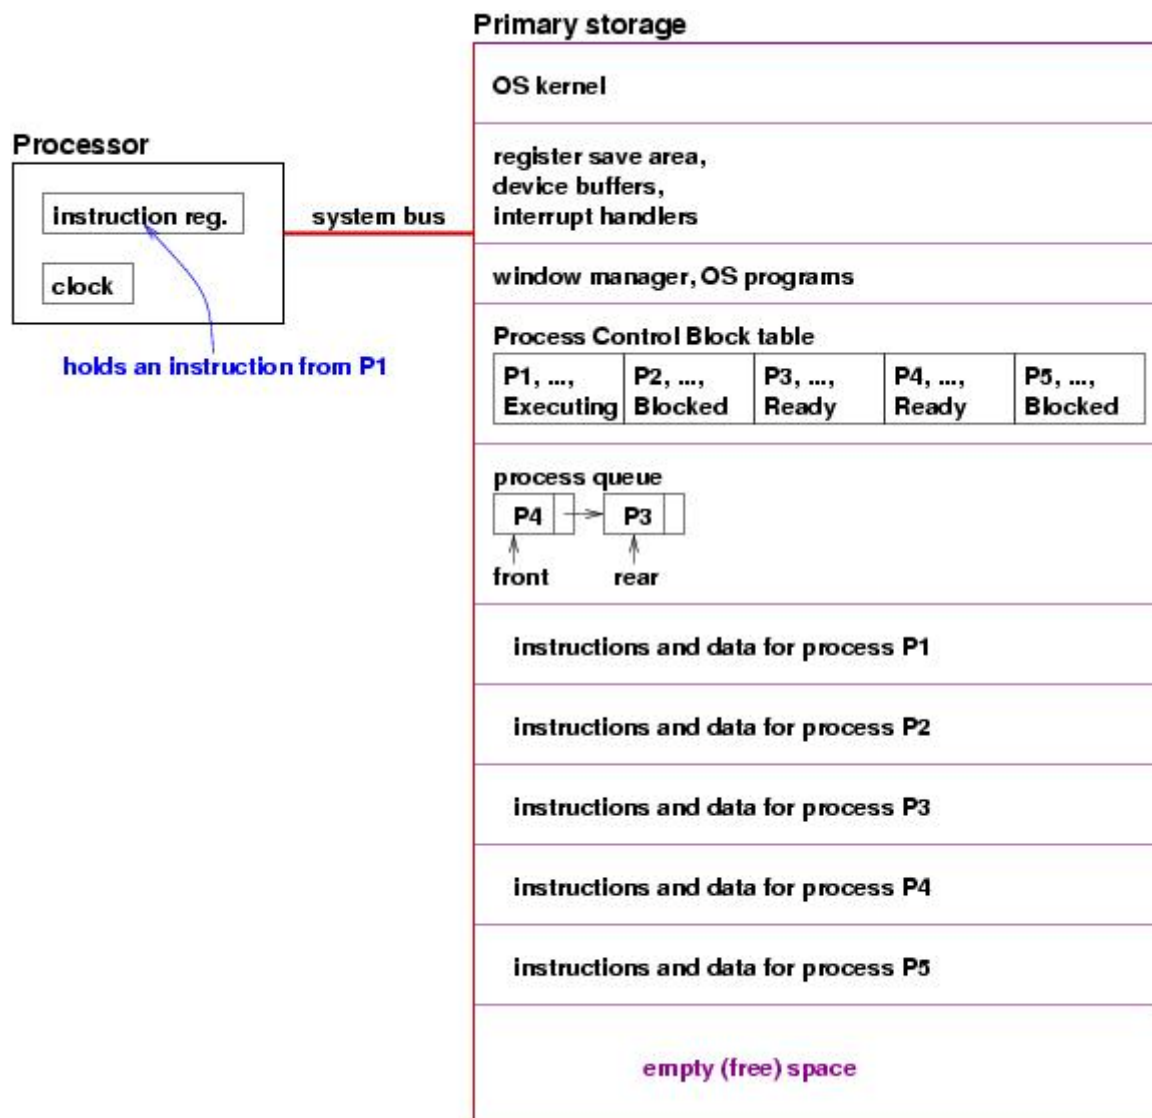 Primary storage
OS kernel
Processor
register save area,
device buffers,
interrupt handlers
instruction reg.
system bus
clock
window manager, OS programs
holds an instruction from P1
Process Control Block table
P1, ...,
Executing
P2, ...,
Blocked
P3, ...,
Ready
P4, ...,
Ready
P5, ...,
Blocked
process queue
P4
P3
front
rear
instructions and data for process P1
instructions and data for process P2
instructions and data for process P3
instructions and data for process P4
instructions and data for process P5
empty (free) space